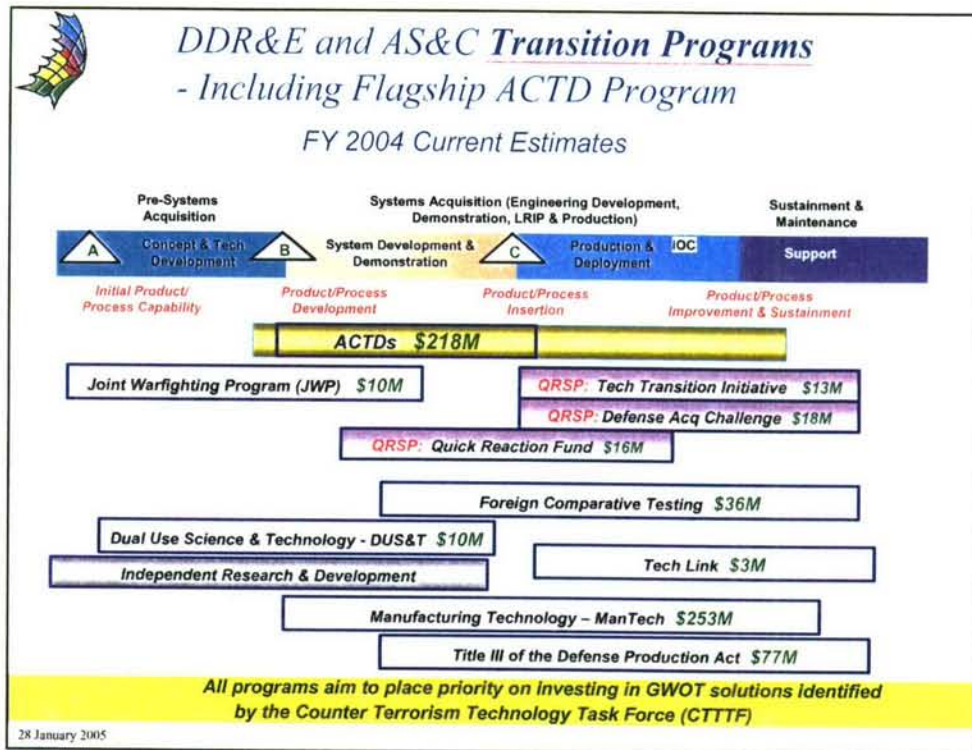 DDR&E and AS&C Transition Programs
- Including Flagship ACTD Program
FY 2004 Current Estimates
Pre-Systems
Acquisition
Systems Acquisition (Engineering Development,
Demonstration, LRIP & Production)
Sustainment &
Maintenance
A
Concept & Tech
Development
B
System Development &
Demonstration
C
Production &
Deployment
IOC
Support
Initial Product/
Process Capability
Product/Process
Development
Product/Process
Insertion
Product/Process
Improvement & Sustainment
ACTDs $218M
Joint Warfighting Program (JWP) $10M
QRSP: Tech Transition Initiative $13M
QRSP: Defense Acq Challenge $18M
QRSP: Quick Reaction Fund $16M
Foreign Comparative Testing $36M
Dual Use Science & Technology - DUS&T $10M
Tech Link $3M
Independent Research & Development
Manufacturing Technology – ManTech $253M
Title III of the Defense Production Act $77M
All programs aim to place priority on investing in GWOT solutions identified
by the Counter Terrorism Technology Task Force (CTTTF)
28 January 2005